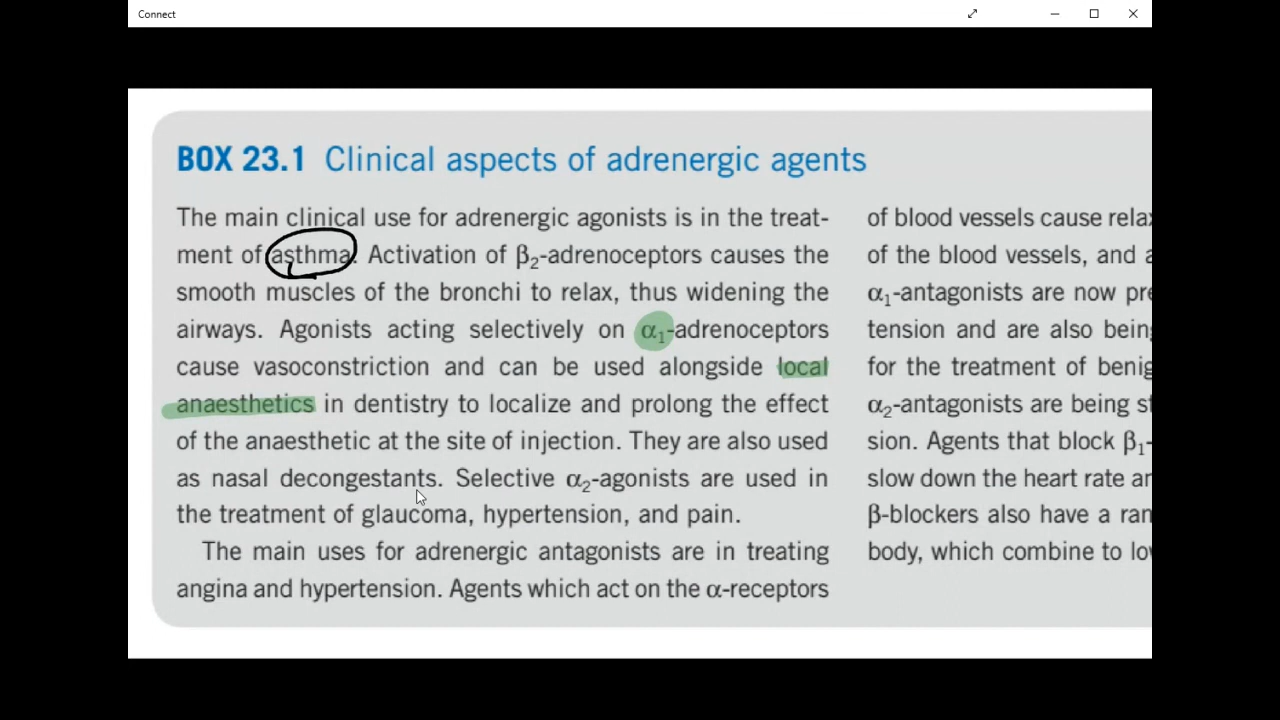 Connect
BOX 23.1 Clinical aspects of adrenergic agents
The main clinical use for adrenergic agonists is in the treat-
ment of asthma. Activation of β₂-adrenoceptors causes the
smooth muscles of the bronchi to relax, thus widening the
airways. Agonists acting selectively on α₁-adrenoceptors
cause vasoconstriction and can be used alongside local
anaesthetics in dentistry to localize and prolong the effect
of the anaesthetic at the site of injection. They are also used
as nasal decongestants. Selective α₂-agonists are used in
the treatment of glaucoma, hypertension, and pain.
The main uses for adrenergic antagonists are in treating
angina and hypertension. Agents which act on the α-receptors
of blood vessels cause
of the blood vessels, and
α₁-antagonists are now
tension and are also
for the treatment of
α₂-antagonists are being
sion. Agents that block β₁-
slow down the heart rate
β-blockers also have a
body, which combine to